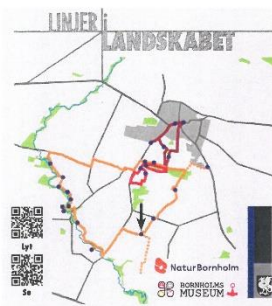 LINJER i
LANDSKABET
Lyt
Se
NaturBornholm
BORNHOLMS
MUSEUM